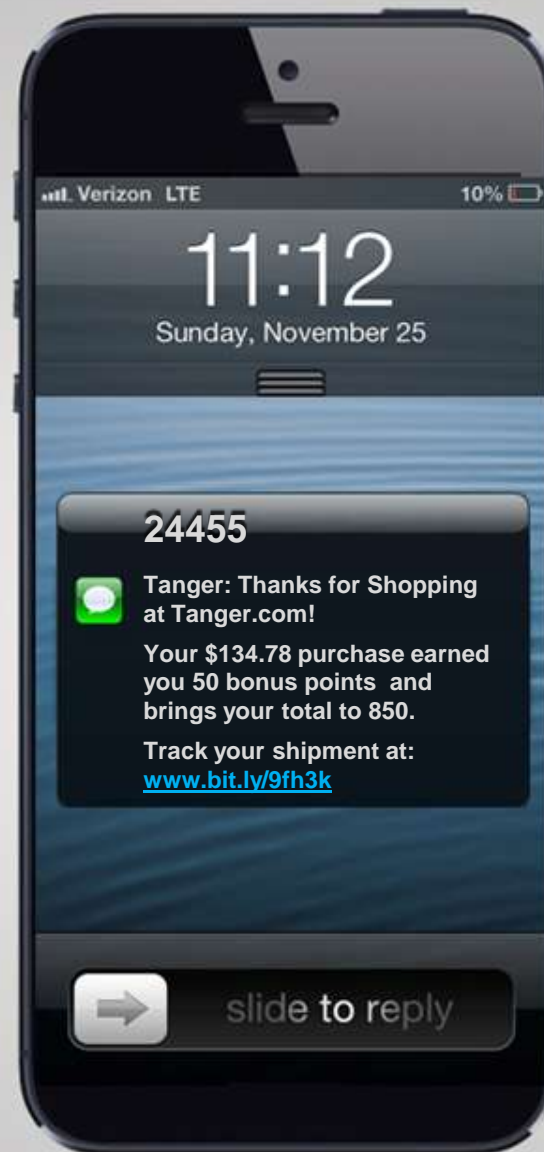 Verizon LTE 10%
11:12
Sunday, November 25
24455
Tanger: Thanks for Shopping
at Tanger.com!
Your $134.78 purchase earned
you 50 bonus points and
brings your total to 850.
Track your shipment at:
www.bit.ly/9fh3k
slide to reply